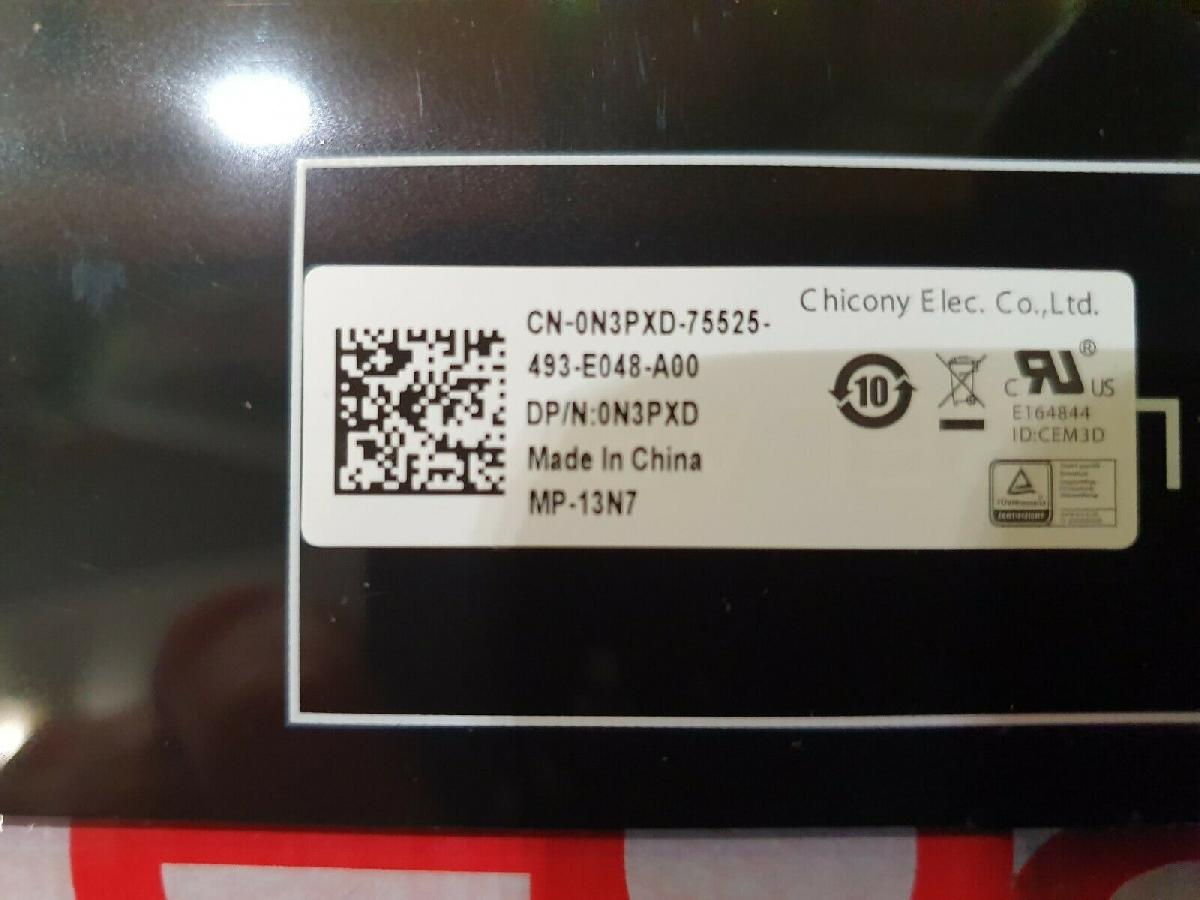 Chicony Elec. Co.,Ltd.
CN-0N3PXD-75525-
493-E048-A00
DP/N:0N3PXD
Made In China
MP-13N7
10
C RU ® US
E164844
ID:CEM3D